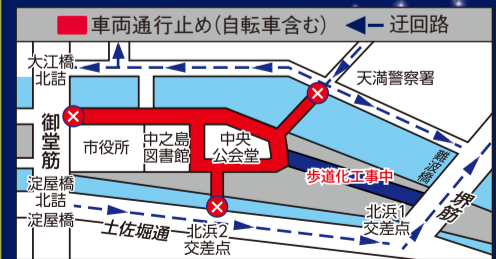 車両通行止め(自転車含む) 迂回路
大江橋
北詰
天満警察署
御堂筋
市役所
中之島
図書館
中央
公会堂
難波橋
歩道化工事中
堺筋
淀屋橋
北詰
淀屋橋
土佐堀通
北浜2
交差点
北浜1
交差点